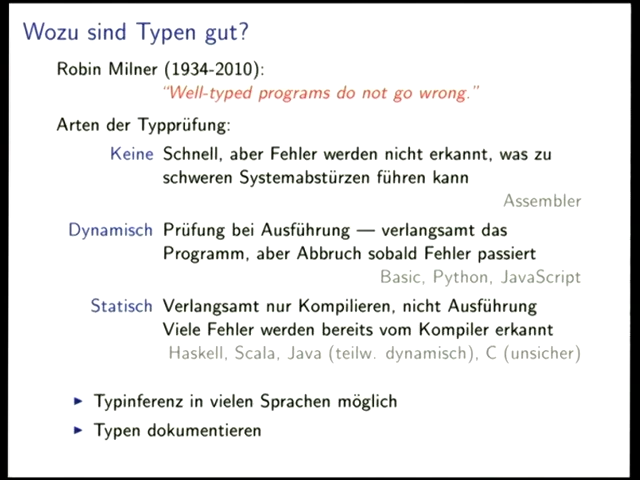 Wozu sind Typen gut?
Robin Milner (1934-2010):
"Well-typed programs do not go wrong."
Arten der Typprüfung:
Keine Schnell, aber Fehler werden nicht erkannt, was zu
schweren Systemabstürzen führen kann
Assembler
Dynamisch Prüfung bei Ausführung — verlangsamt das
Programm, aber Abbruch sobald Fehler passiert
Basic, Python, JavaScript
Statisch Verlangsamt nur Kompilieren, nicht Ausführung
Viele Fehler werden bereits vom Kompiler erkannt
Haskell, Scala, Java (teilw. dynamisch), C (unsicher)
► Typinferenz in vielen Sprachen möglich
► Typen dokumentieren